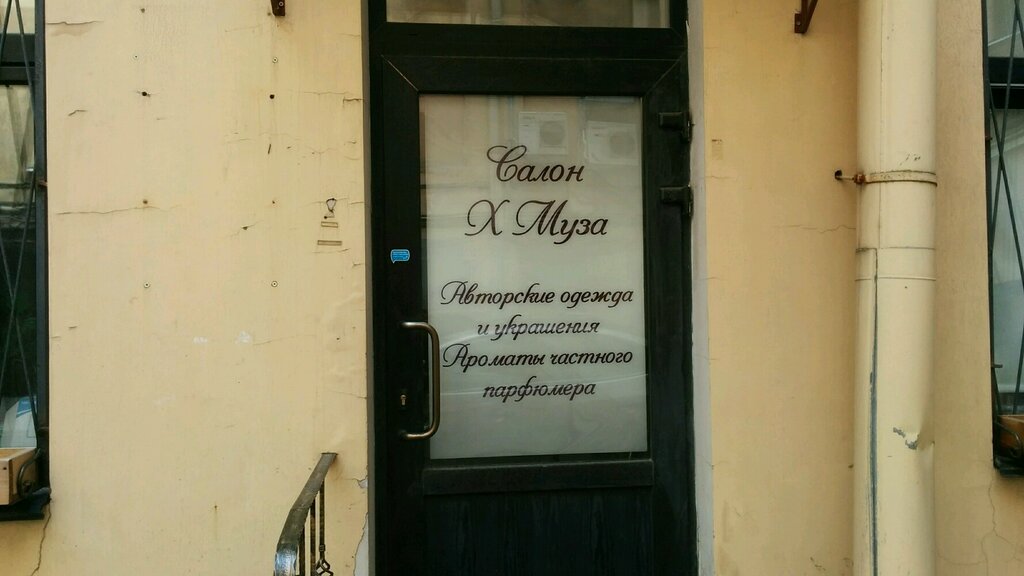 Салон
Х Муза
Авторские одежда
и украшения
Ароматы частного
парфюмера